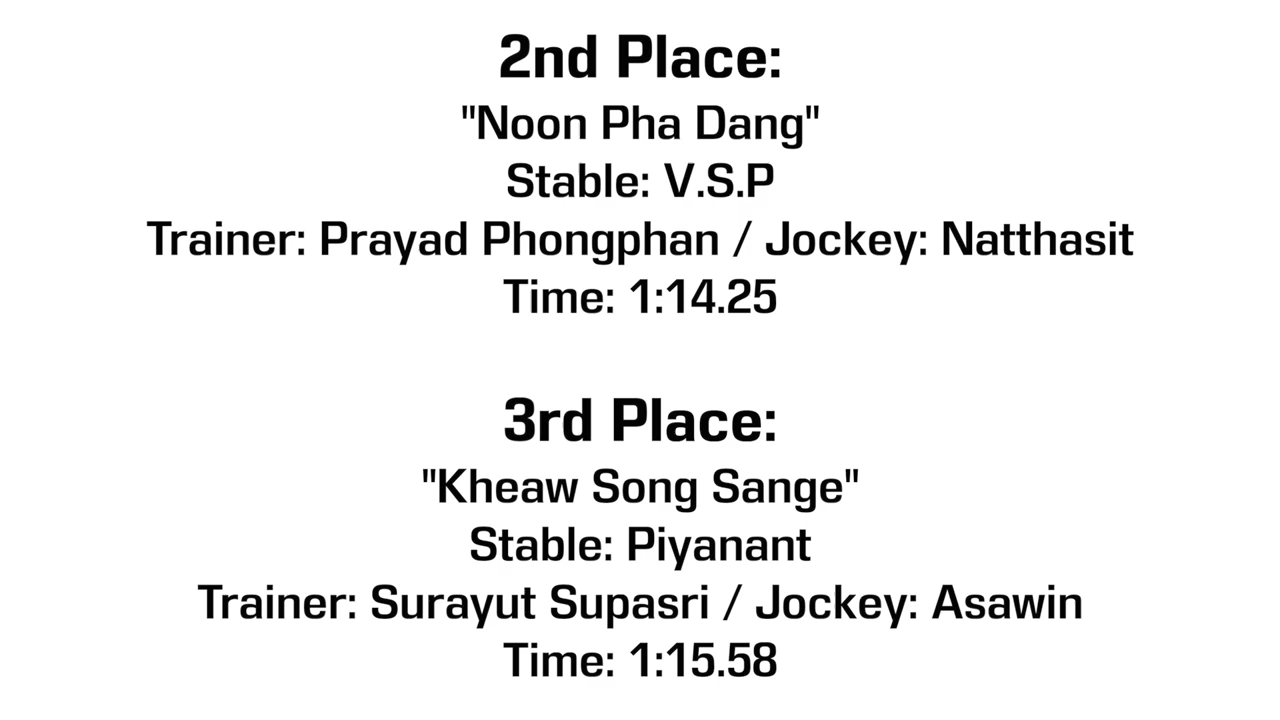 2nd Place:
"Noon Pha Dang"
Stable: V.S.P
Trainer: Prayad Phongphan / Jockey: Natthasit
Time: 1:14.25
3rd Place:
"Kheaw Song Sange"
Stable: Piyanant
Trainer: Surayut Supasri / Jockey: Asawin
Time: 1:15.58